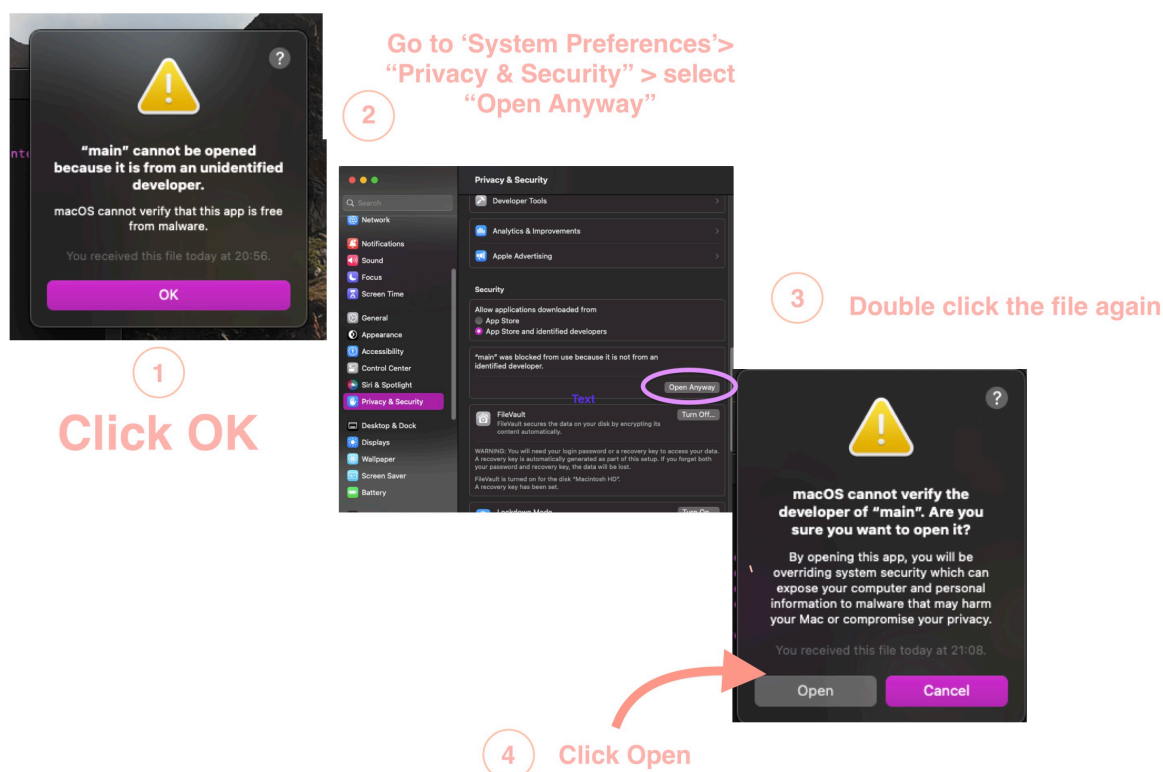 ?
"main" cannot be opened
because it is from an unidentified
developer.
macOS cannot verify that this app is free
from malware.
You received this file today at 20:56.
OK
1
Click OK
Go to ‘System Preferences’>
“Privacy & Security” > select
“Open Anyway”
2
Privacy & Security
Search
Network
Notifications
Sound
Focus
Screen Time
General
Appearance
Accessibility
Control Center
Siri & Spotlight
Privacy & Security
Desktop & Dock
Displays
Wallpaper
Screen Saver
Battery
Developer Tools
Analytics & Improvements
Apple Advertising
Security
Allow applications downloaded from
App Store
App Store and identified developers
"main" was blocked from use because it is not from an
identified developer.
Open Anyway
Text
FileVault
Turn Off...
FileVault secures the data on your disk by encrypting its
content automatically.
WARNING: You will need your login password or a recovery key to access your data.
A recovery key is automatically generated as part of this setup. If you forget both
your password and recovery key, the data will be lost.
FileVault is turned on for the disk "Macintosh HD".
A recovery key has been set.
Lockdown Mode
Turn On...
3
Double click the file again
?
macOS cannot verify the
developer of "main". Are you
sure you want to open it?
By opening this app, you will be
overriding system security which can
expose your computer and personal
information to malware that may harm
your Mac or compromise your privacy.
You received this file today at 21:08.
Open
Cancel
4
Click Open